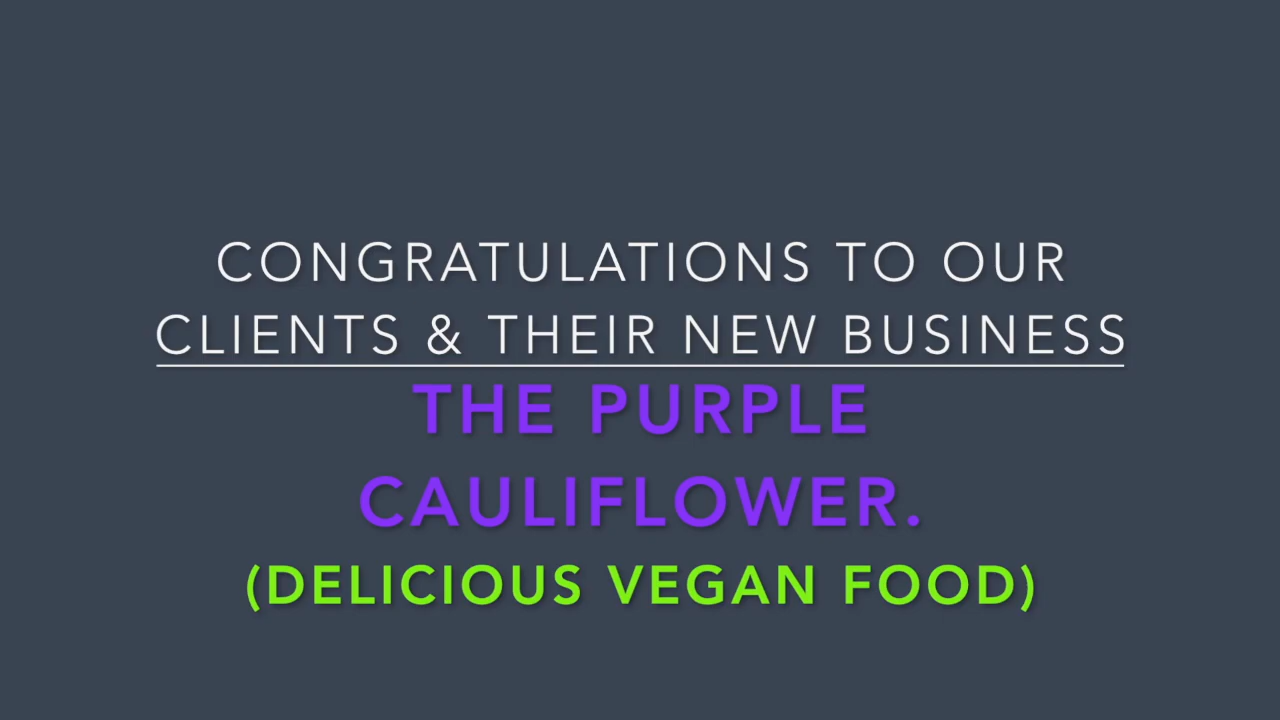 CONGRATULATIONS TO OUR
CLIENTS & THEIR NEW BUSINESS
THE PURPLE
CAULIFLOWER.
(DELICIOUS VEGAN FOOD)